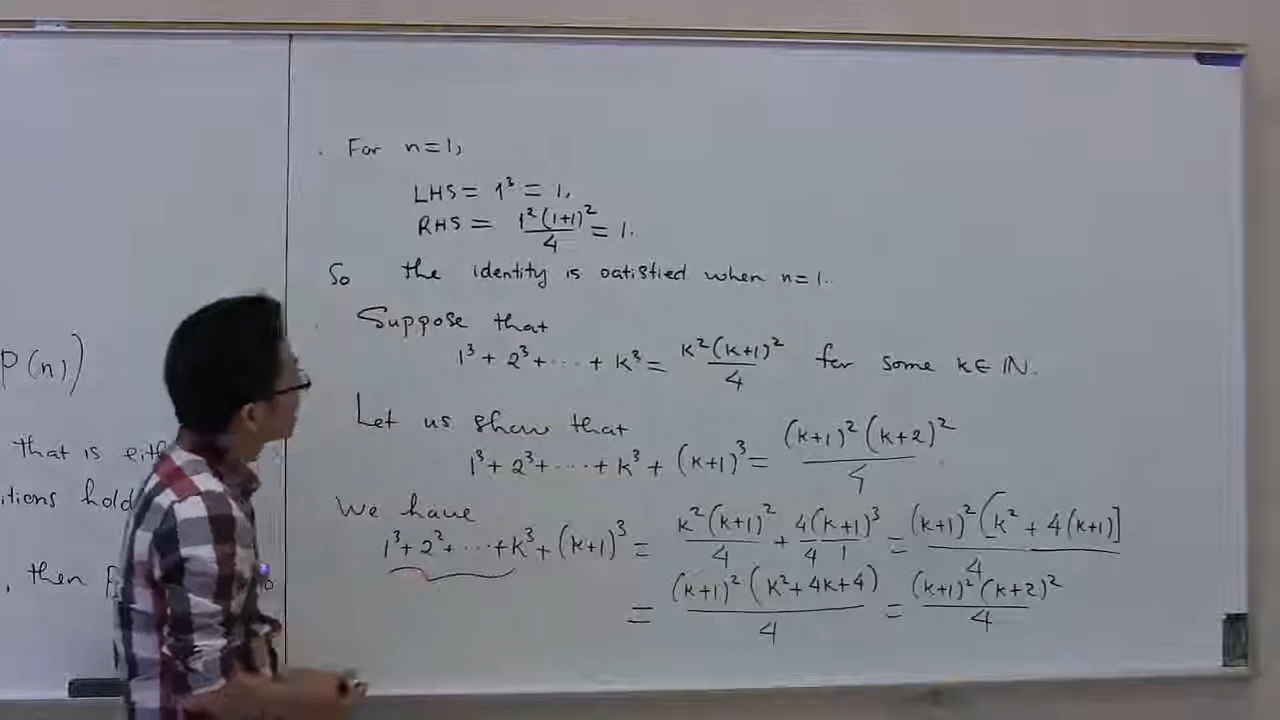 P(n))
that is eith
itions hold
, then
. For n=1,
LHS = 1³ = 1.
RHS = 1²(1+1)²/4 = 1.
So the identity is satisfied when n=1.
Suppose that
1³ + 2³ + ⋯ + k³ = k²(k+1)²/4 for some k∈ℕ.
Let us show that
1³ + 2³ + ⋯ + k³ + (k+1)³ = (k+1)²(k+2)²/4
We have
1³ + 2³ + ⋯ + k³ + (k+1)³ = k²(k+1)²/4 + 4(k+1)³/4 1 = (k+1)²(k² + 4(k+1)]/4
= (k+1)²(k²+4k+4)/4 = (k+1)²(k+2)²/4